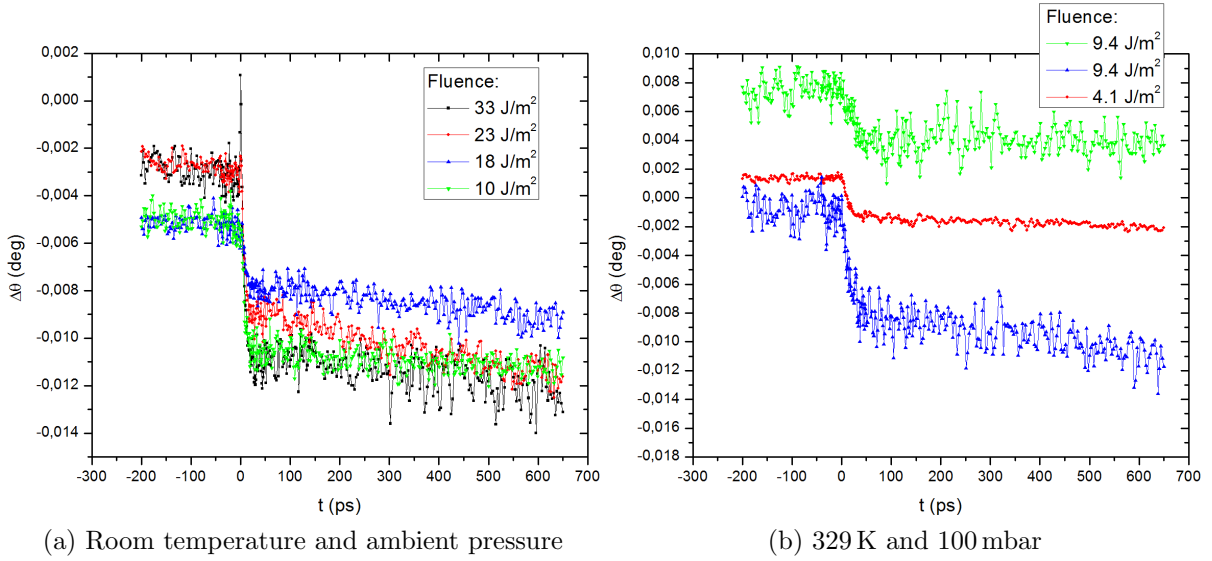 Fluence:
33 J/m²
23 J/m²
18 J/m²
10 J/m²
0,002
0,000
-0,002
-0,004
-0,006
-0,008
-0,010
-0,012
-0,014
Δθ (deg)
-300 -200 -100 0 100 200 300 400 500 600 700
t (ps)
(a) Room temperature and ambient pressure
Fluence:
9.4 J/m²
9.4 J/m²
4.1 J/m²
0,010
0,008
0,006
0,004
0,002
0,000
-0,002
-0,004
-0,006
-0,008
-0,010
-0,012
-0,014
-0,016
-0,018
Δθ (deg)
-300 -200 -100 0 100 200 300 400 500 600 700
t (ps)
(b) 329 K and 100 mbar